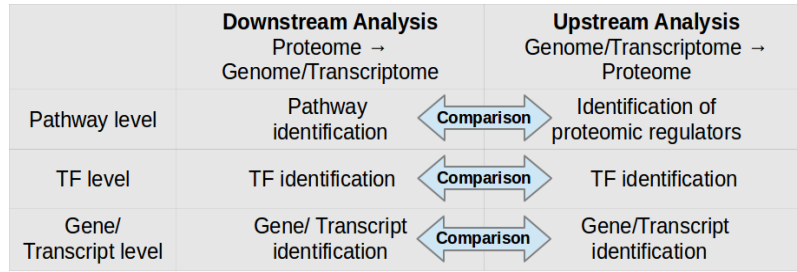 Downstream Analysis
Proteome →
Genome/Transcriptome
Upstream Analysis
Genome/Transcriptome →
Proteome
Pathway level
Pathway
identification
Comparison
Identification of
proteomic regulators
TF level
TF identification
Comparison
TF identification
Gene/
Transcript level
Gene/ Transcript
identification
Comparison
Gene/Transcript
identification